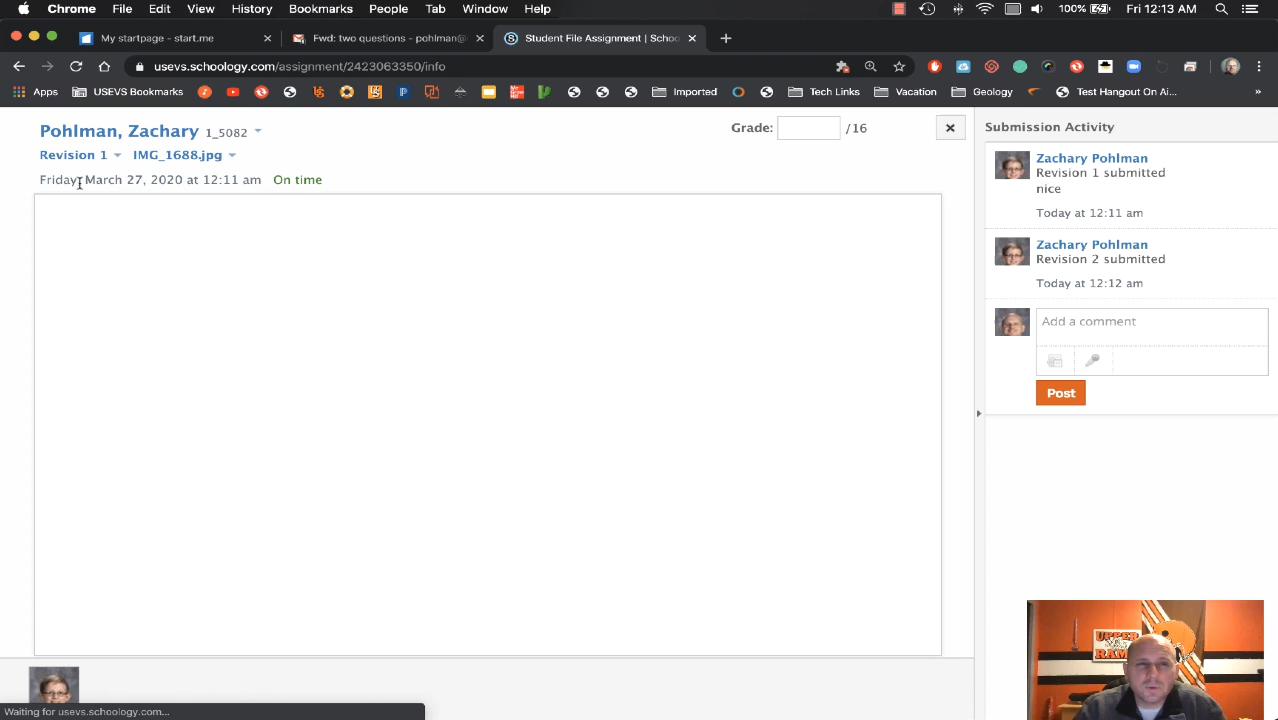 Chrome File Edit View History Bookmarks People Tab Window Help 100% Fri 12:13 AM
My startpage - start.me
Fwd: two questions - pohlman@
Student File Assignment | Schoo
usevs.schoology.com/assignment/2423063350/info
Apps USEVS Bookmarks Imported Tech Links Vacation Geology Test Hangout On Ai... »
Pohlman, Zachary 1_5082
Grade: /16
Revision 1 IMG_1688.jpg
Friday, March 27, 2020 at 12:11 am On time
Submission Activity
Zachary Pohlman
Revision 1 submitted
nice
Today at 12:11 am
Zachary Pohlman
Revision 2 submitted
Today at 12:12 am
Add a comment
Post
UPPER
RAM
Waiting for usevs.schoology.com...